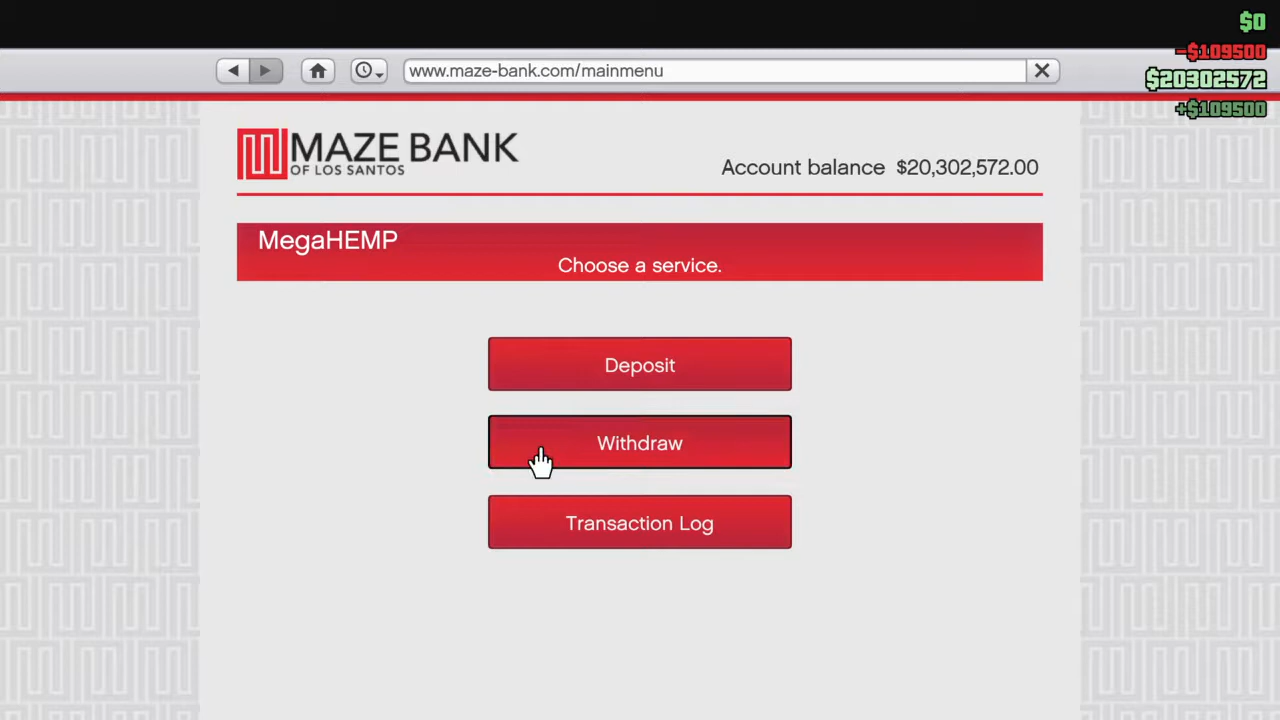 $0
-$109500
www.maze-bank.com/mainmenu
$20302572
+$109500
MAZE BANK
OF LOS SANTOS
Account balance $20,302,572.00
MegaHEMP
Choose a service.
Deposit
Withdraw
Transaction Log